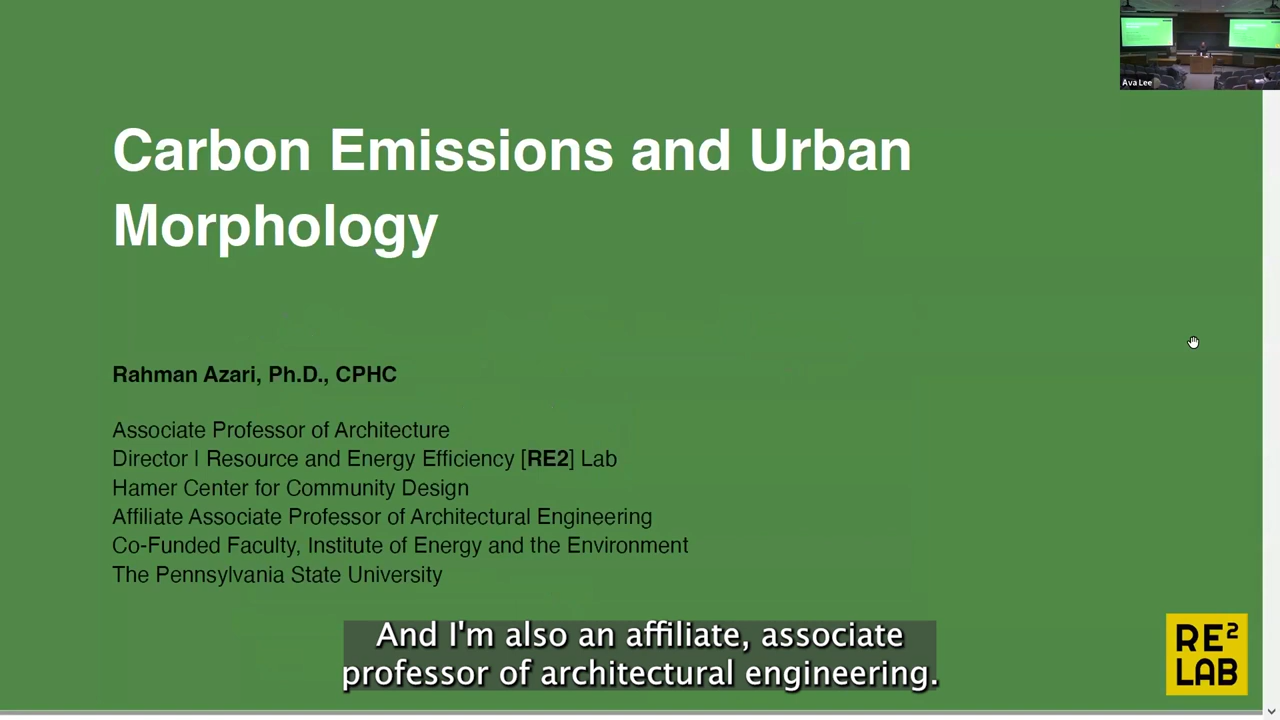 Ava Lee
Carbon Emissions and Urban
Morphology
Rahman Azari, Ph.D., CPHC
Associate Professor of Architecture
Director | Resource and Energy Efficiency [RE2] Lab
Hamer Center for Community Design
Affiliate Associate Professor of Architectural Engineering
Co-Funded Faculty, Institute of Energy and the Environment
The Pennsylvania State University
And I'm also an affiliate, associate
professor of architectural engineering.
RE²
LAB